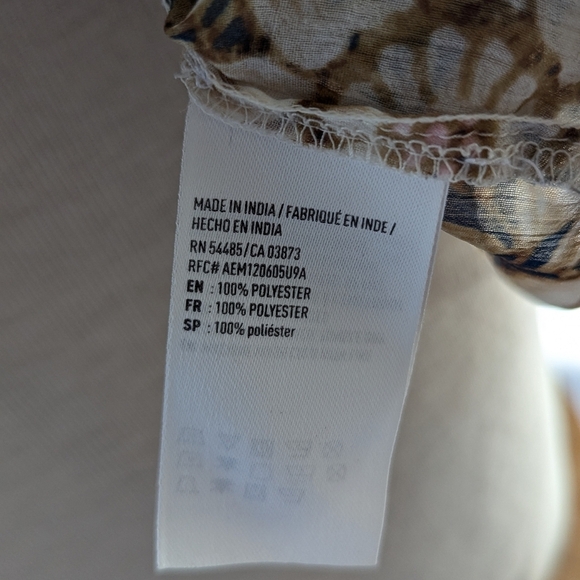 MADE IN INDIA / FABRIQUÉ EN INDE /
HECHO EN INDIA
RN 54485/CA 03873
RFC# AEM120605U9A
EN : 100% POLYESTER
FR : 100% POLYESTER
SP : 100% poliéster